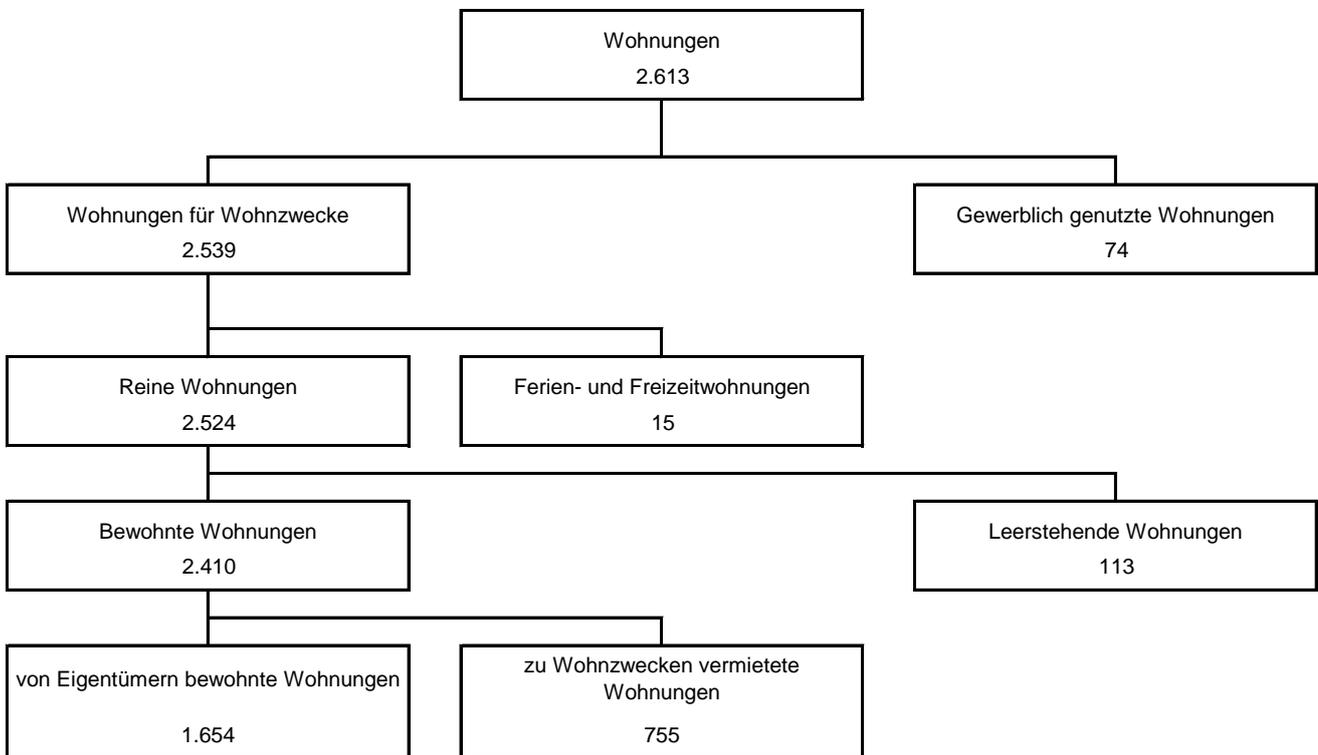 Wohnungen
2.613
Wohnungen für Wohnzwecke
2.539
Gewerblich genutzte Wohnungen
74
Reine Wohnungen
2.524
Ferien- und Freizeitwohnungen
15
Bewohnte Wohnungen
2.410
Leerstehende Wohnungen
113
von Eigentümern bewohnte Wohnungen
1.654
zu Wohnzwecken vermietete
Wohnungen
755